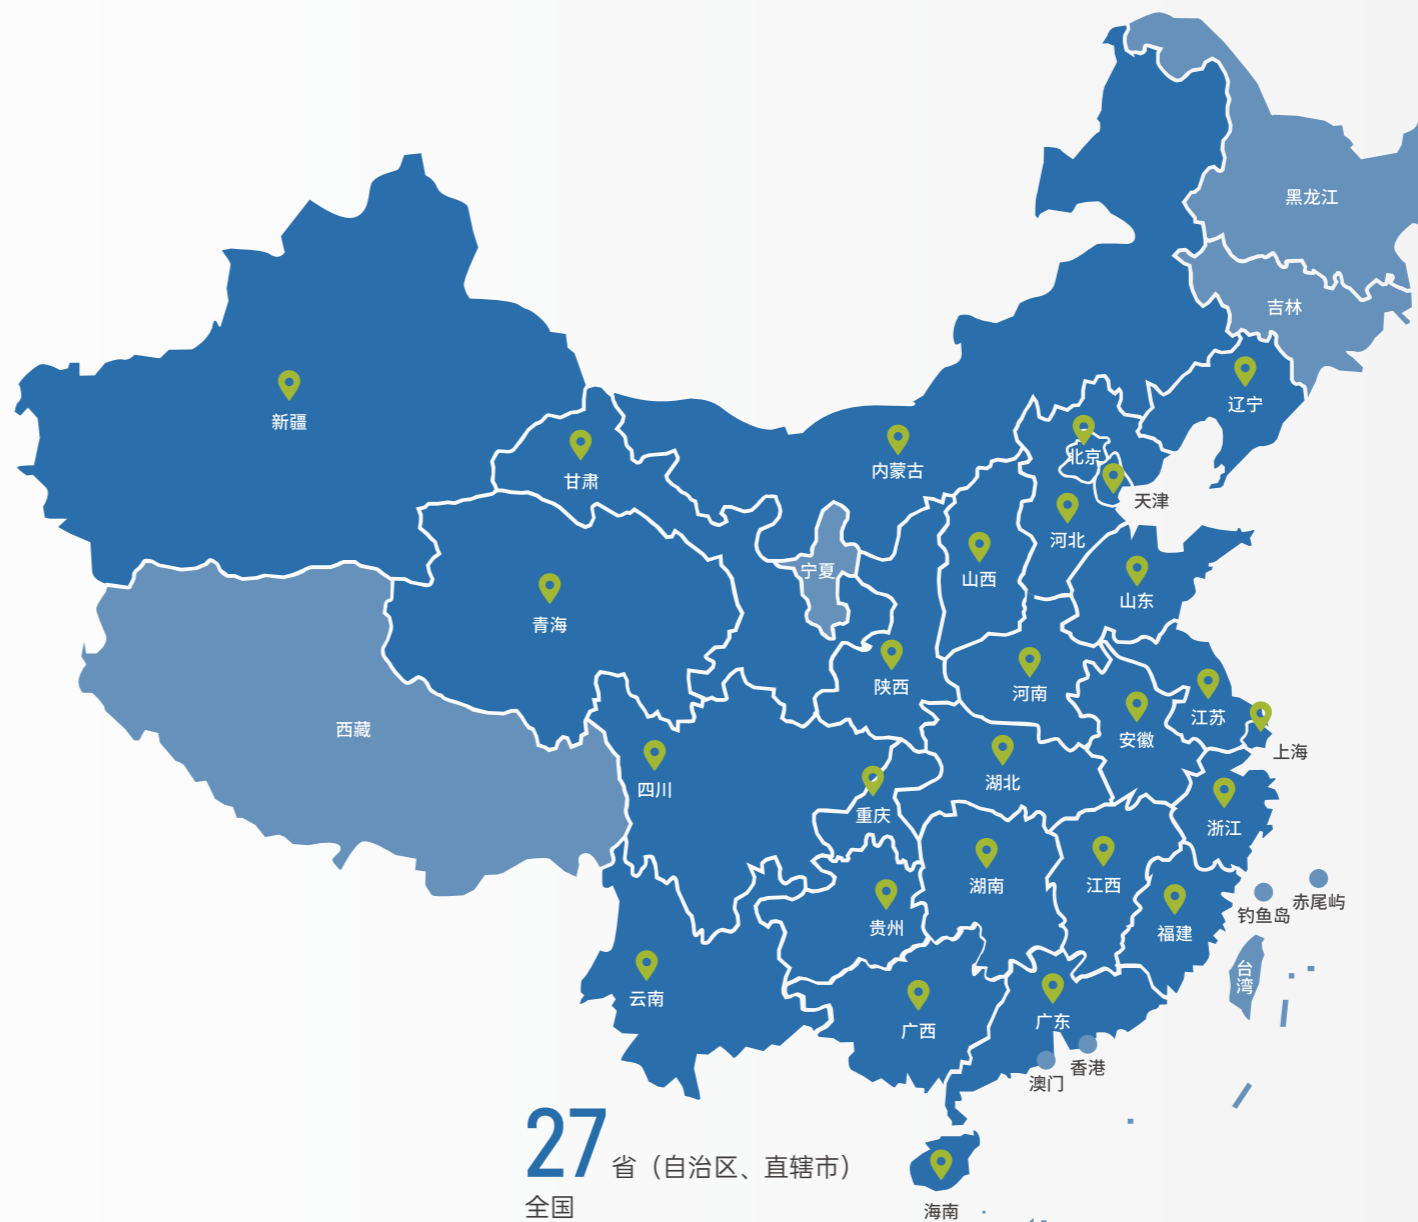 黑龙江
吉林
辽宁
新疆
内蒙古
北京
甘肃
天津
河北
宁夏
山西
山东
青海
陕西
河南
江苏
西藏
安徽
上海
四川
湖北
重庆
浙江
湖南
江西
赤尾屿
钓鱼岛
贵州
福建
台湾
云南
广西
广东
香港
澳门
27 省（自治区、直辖市）
全国
海南